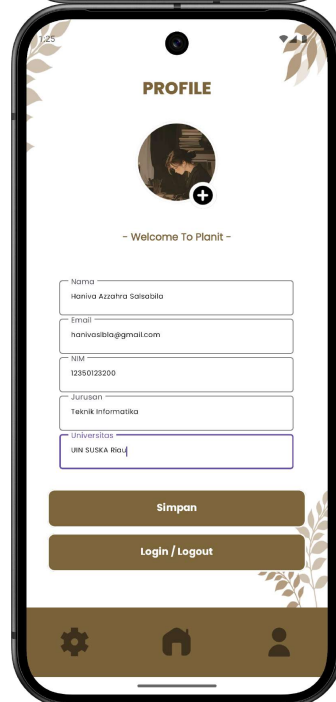 1:25
PROFILE
- Welcome To Planit -
Nama
Haniva Azzahra Salsabila
Email
hanivaslbla@gmail.com
NIM
12350123200
Jurusan
Teknik Informatika
Universitas
UIN SUSKA Riau
Simpan
Login / Logout